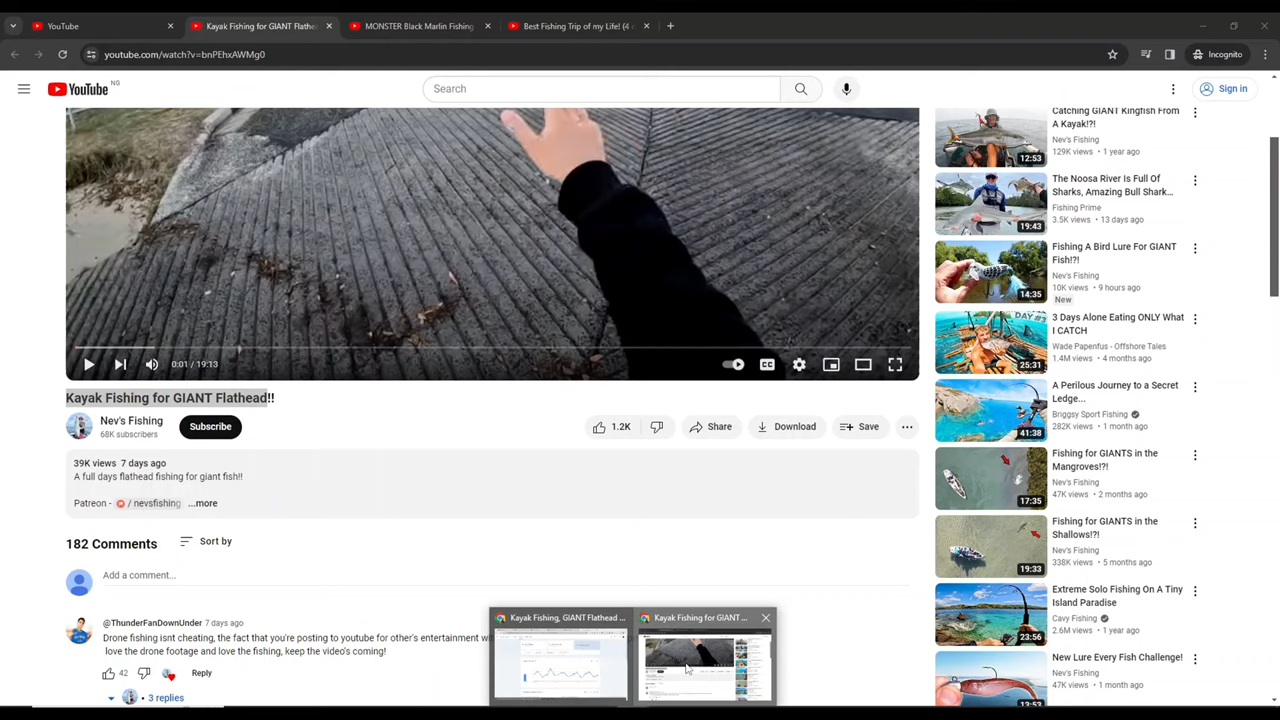 YouTube
Kayak Fishing for GIANT Flathe
MONSTER Black Marlin Fishing
Best Fishing Trip of my Life! (4
youtube.com/watch?v=bnPEhxAWMg0
Incognito
YouTube NG
Search
Sign in
0:01 / 19:13
Kayak Fishing for GIANT Flathead!!
Nev's Fishing
68K subscribers
Subscribe
1.2K
Share
Download
Save
39K views 7 days ago
A full days flathead fishing for giant fish!!
Patreon - / nevsfishing ...more
182 Comments
Sort by
Add a comment...
@ThunderFanDownUnder 7 days ago
Drone fishing isnt cheating, the fact that you're posting to youtube for other's entertainment w
love the drone footage and love the fishing, keep the video's coming!
42
Reply
3 replies
Kayak Fishing, GIANT Flathead ...
Kayak Fishing for GIANT ...
Catching GIANT Kingfish From
A Kayak!?!
Nev's Fishing
129K views • 1 year ago
12:53
The Noosa River Is Full Of
Sharks, Amazing Bull Shark...
Fishing Prime
3.5K views • 13 days ago
19:43
Fishing A Bird Lure For GIANT
Fish!?!
Nev's Fishing
10K views • 9 hours ago
New
14:35
DAY #3
3 Days Alone Eating ONLY What
I CATCH
Wade Papenfus - Offshore Tales
1.4M views • 4 months ago
25:31
A Perilous Journey to a Secret
Ledge...
Briggsy Sport Fishing
282K views • 1 month ago
41:38
Fishing for GIANTS in the
Mangroves!?!
Nev's Fishing
47K views • 2 months ago
17:35
Fishing for GIANTS in the
Shallows!?!
Nev's Fishing
338K views • 5 months ago
19:33
Extreme Solo Fishing On A Tiny
Island Paradise
Cavy Fishing
2.6M views • 1 year ago
23:56
New Lure Every Fish Challenge!
Nev's Fishing
47K views • 1 month ago
13:53